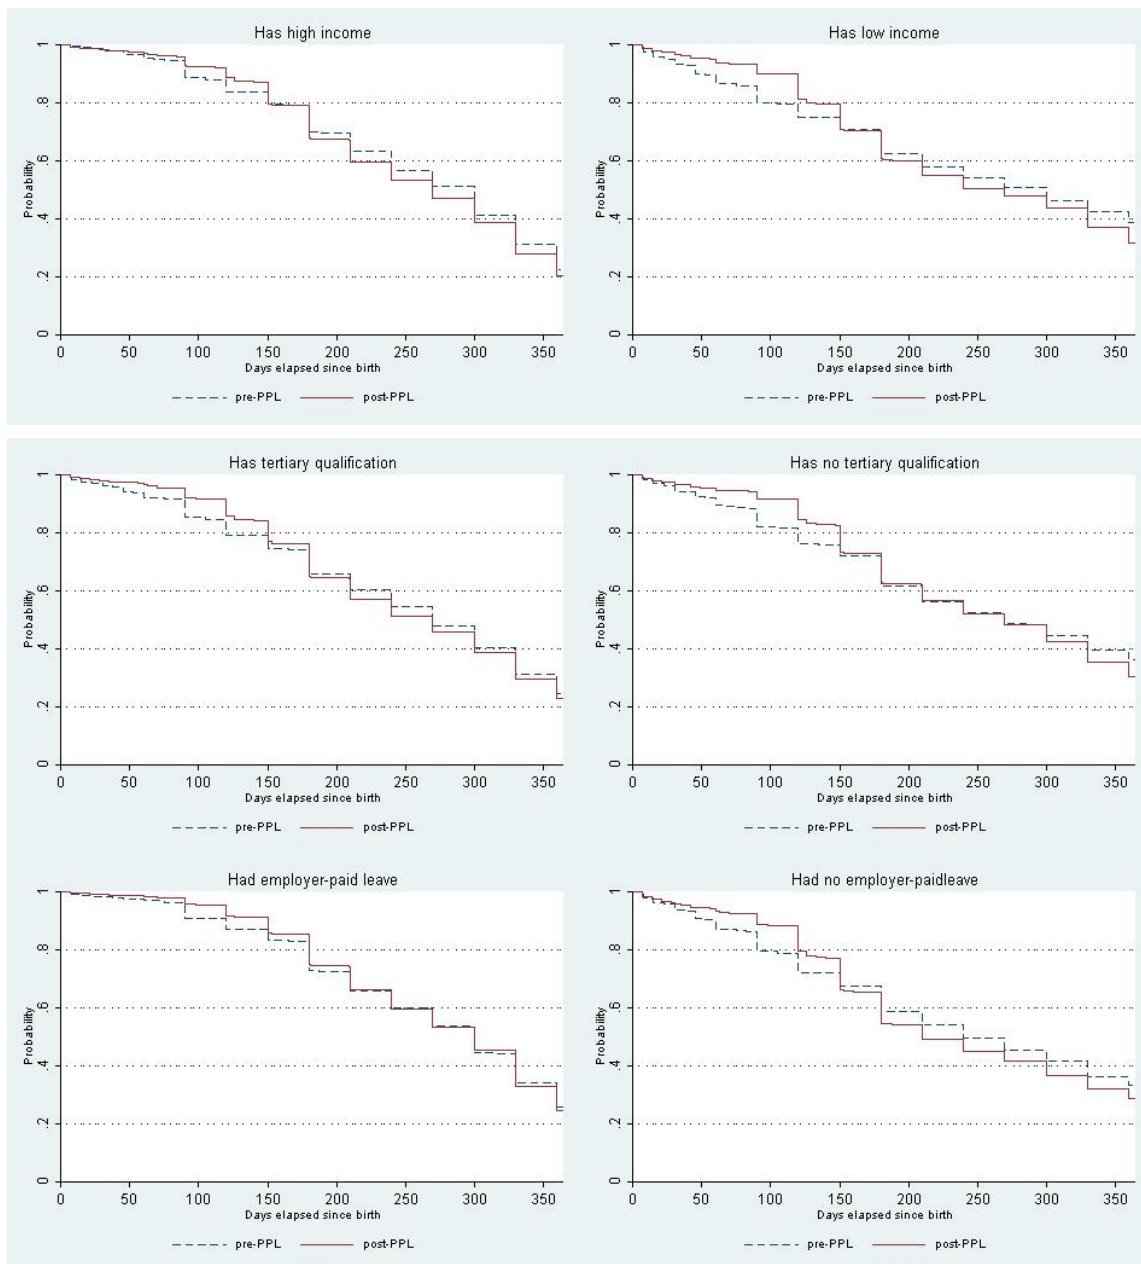 Has high income
Has low income
Probability
1
.8
.6
.4
.2
0
0 50 100 150 200 250 300 350
Days elapsed since birth
pre-PPL post-PPL
Probability
1
.8
.6
.4
.2
0
0 50 100 150 200 250 300 350
Days elapsed since birth
pre-PPL post-PPL
Has tertiary qualification
Has no tertiary qualification
Probability
1
.8
.6
.4
.2
0
0 50 100 150 200 250 300 350
Days elapsed since birth
pre-PPL post-PPL
Probability
1
.8
.6
.4
.2
0
0 50 100 150 200 250 300 350
Days elapsed since birth
pre-PPL post-PPL
Had employer-paid leave
Had no employer-paidleave
Probability
1
.8
.6
.4
.2
0
0 50 100 150 200 250 300 350
Days elapsed since birth
pre-PPL post-PPL
Probability
1
.8
.6
.4
.2
0
0 50 100 150 200 250 300 350
Days elapsed since birth
pre-PPL post-PPL